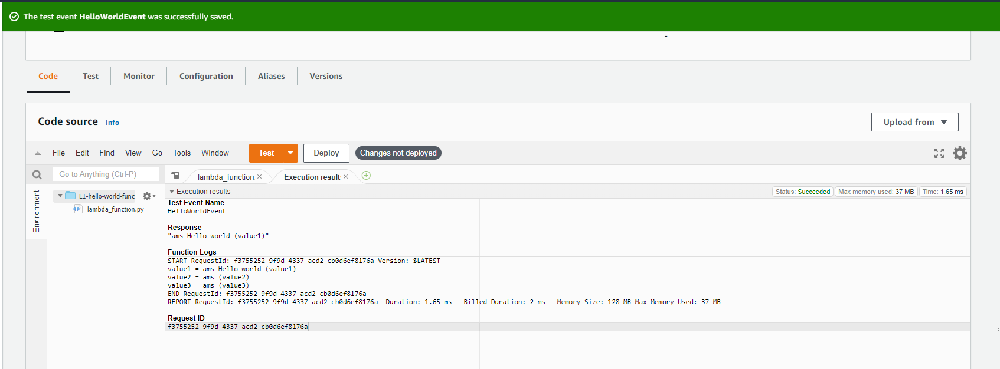 The test event HelloWorldEvent was successfully saved.
-
Code Test Monitor Configuration Aliases Versions
Code source Info Upload from
File Edit Find View Go Tools Window Test Deploy Changes not deployed
Go to Anything (Ctrl-P) lambda_function × Execution results ×
Execution results Status: Succeeded Max memory used: 37 MB Time: 1.65 ms
Environment
L1-hello-world-func
lambda_function.py
Test Event Name
HelloWorldEvent
Response
"ams Hello world (value1)"
Function Logs
START RequestId: f3755252-9f9d-4337-acd2-cb0d6ef8176a Version: $LATEST
value1 = ams Hello world (value1)
value2 = ams (value2)
value3 = ams (value3)
END RequestId: f3755252-9f9d-4337-acd2-cb0d6ef8176a
REPORT RequestId: f3755252-9f9d-4337-acd2-cb0d6ef8176a Duration: 1.65 ms Billed Duration: 2 ms Memory Size: 128 MB Max Memory Used: 37 MB
Request ID
f3755252-9f9d-4337-acd2-cb0d6ef8176a